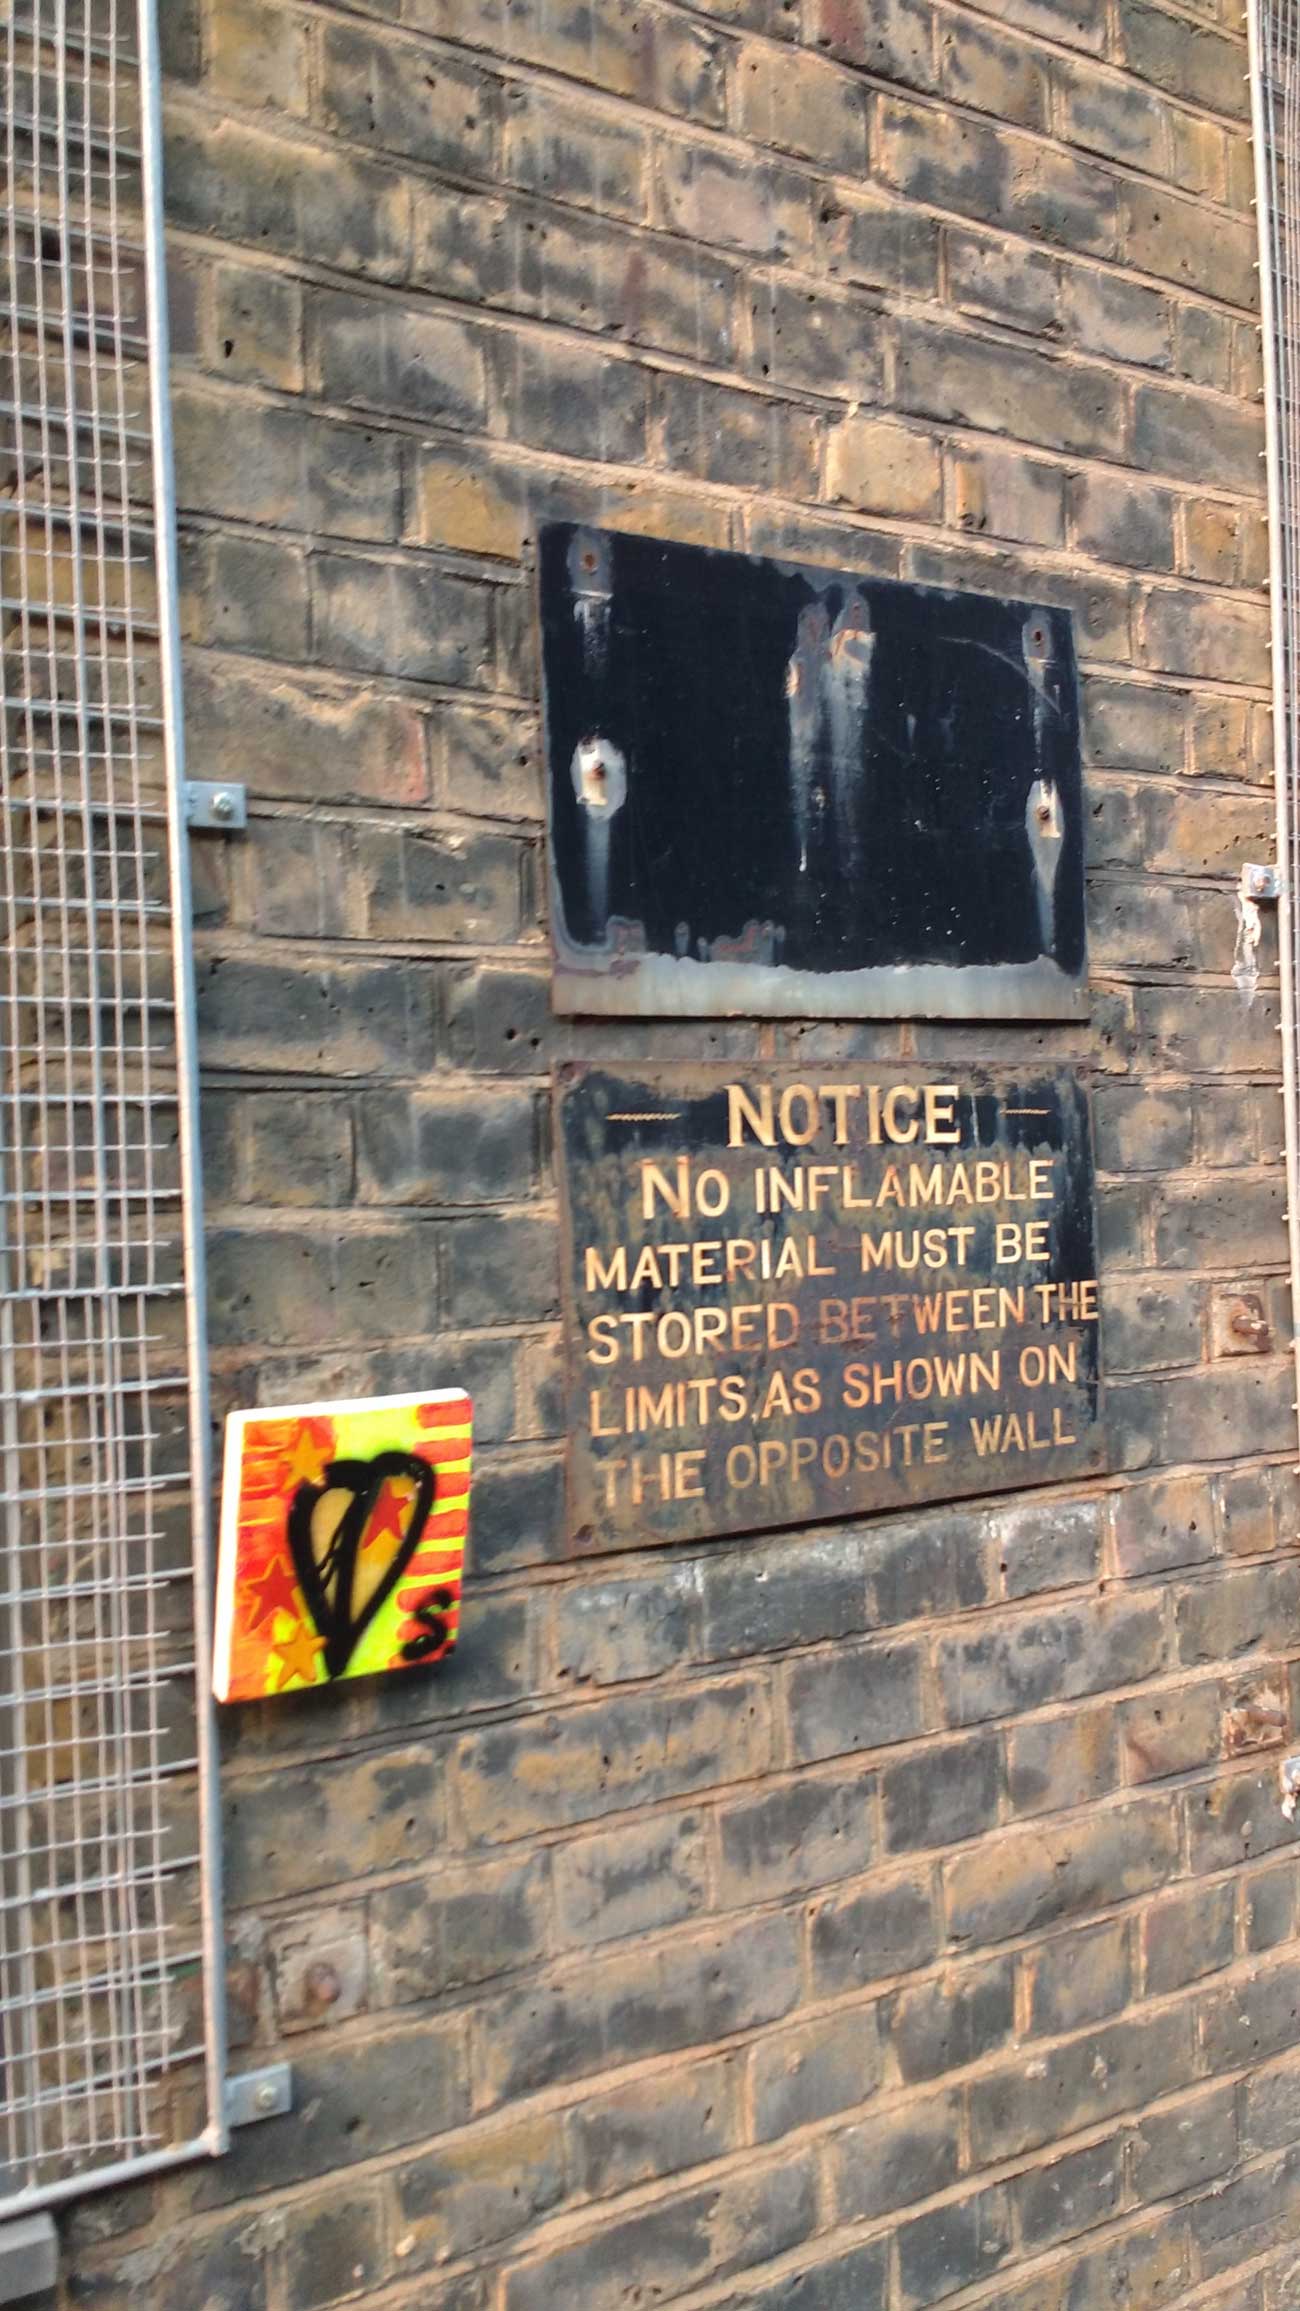 NOTICE
NO INFLAMABLE
MATERIAL MUST BE
STORED BETWEEN THE
LIMITS, AS SHOWN ON
THE OPPOSITE WALL
S